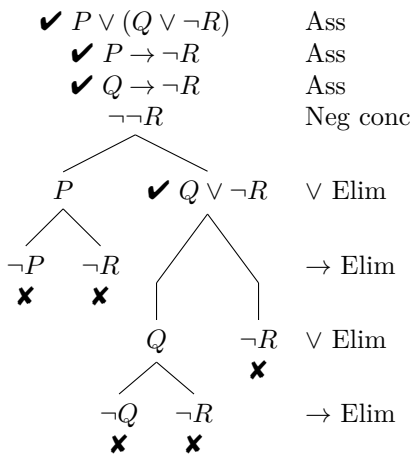 ✔ P ∨ (Q ∨ ¬R) Ass
✔ P → ¬R Ass
✔ Q → ¬R Ass
¬¬R Neg conc
P ✔ Q ∨ ¬R ∨ Elim
¬P ¬R → Elim
✘ ✘
Q ¬R ∨ Elim
✘
¬Q ¬R → Elim
✘ ✘